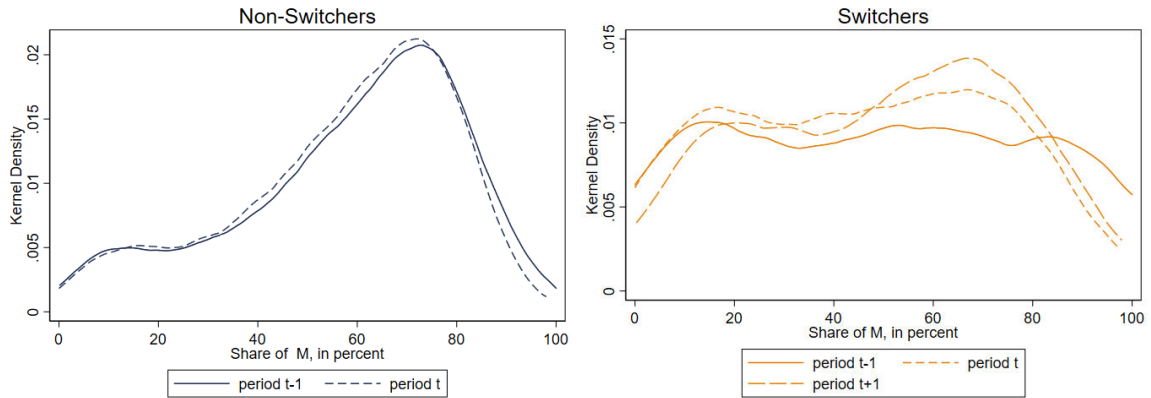 Non-Switchers
Kernel Density
.02
.015
.01
.005
0
0 20 40 60 80 100
Share of M, in percent
period t-1 period t
Switchers
Kernel Density
.015
.01
.005
0
0 20 40 60 80 100
Share of M, in percent
period t-1 period t
period t+1